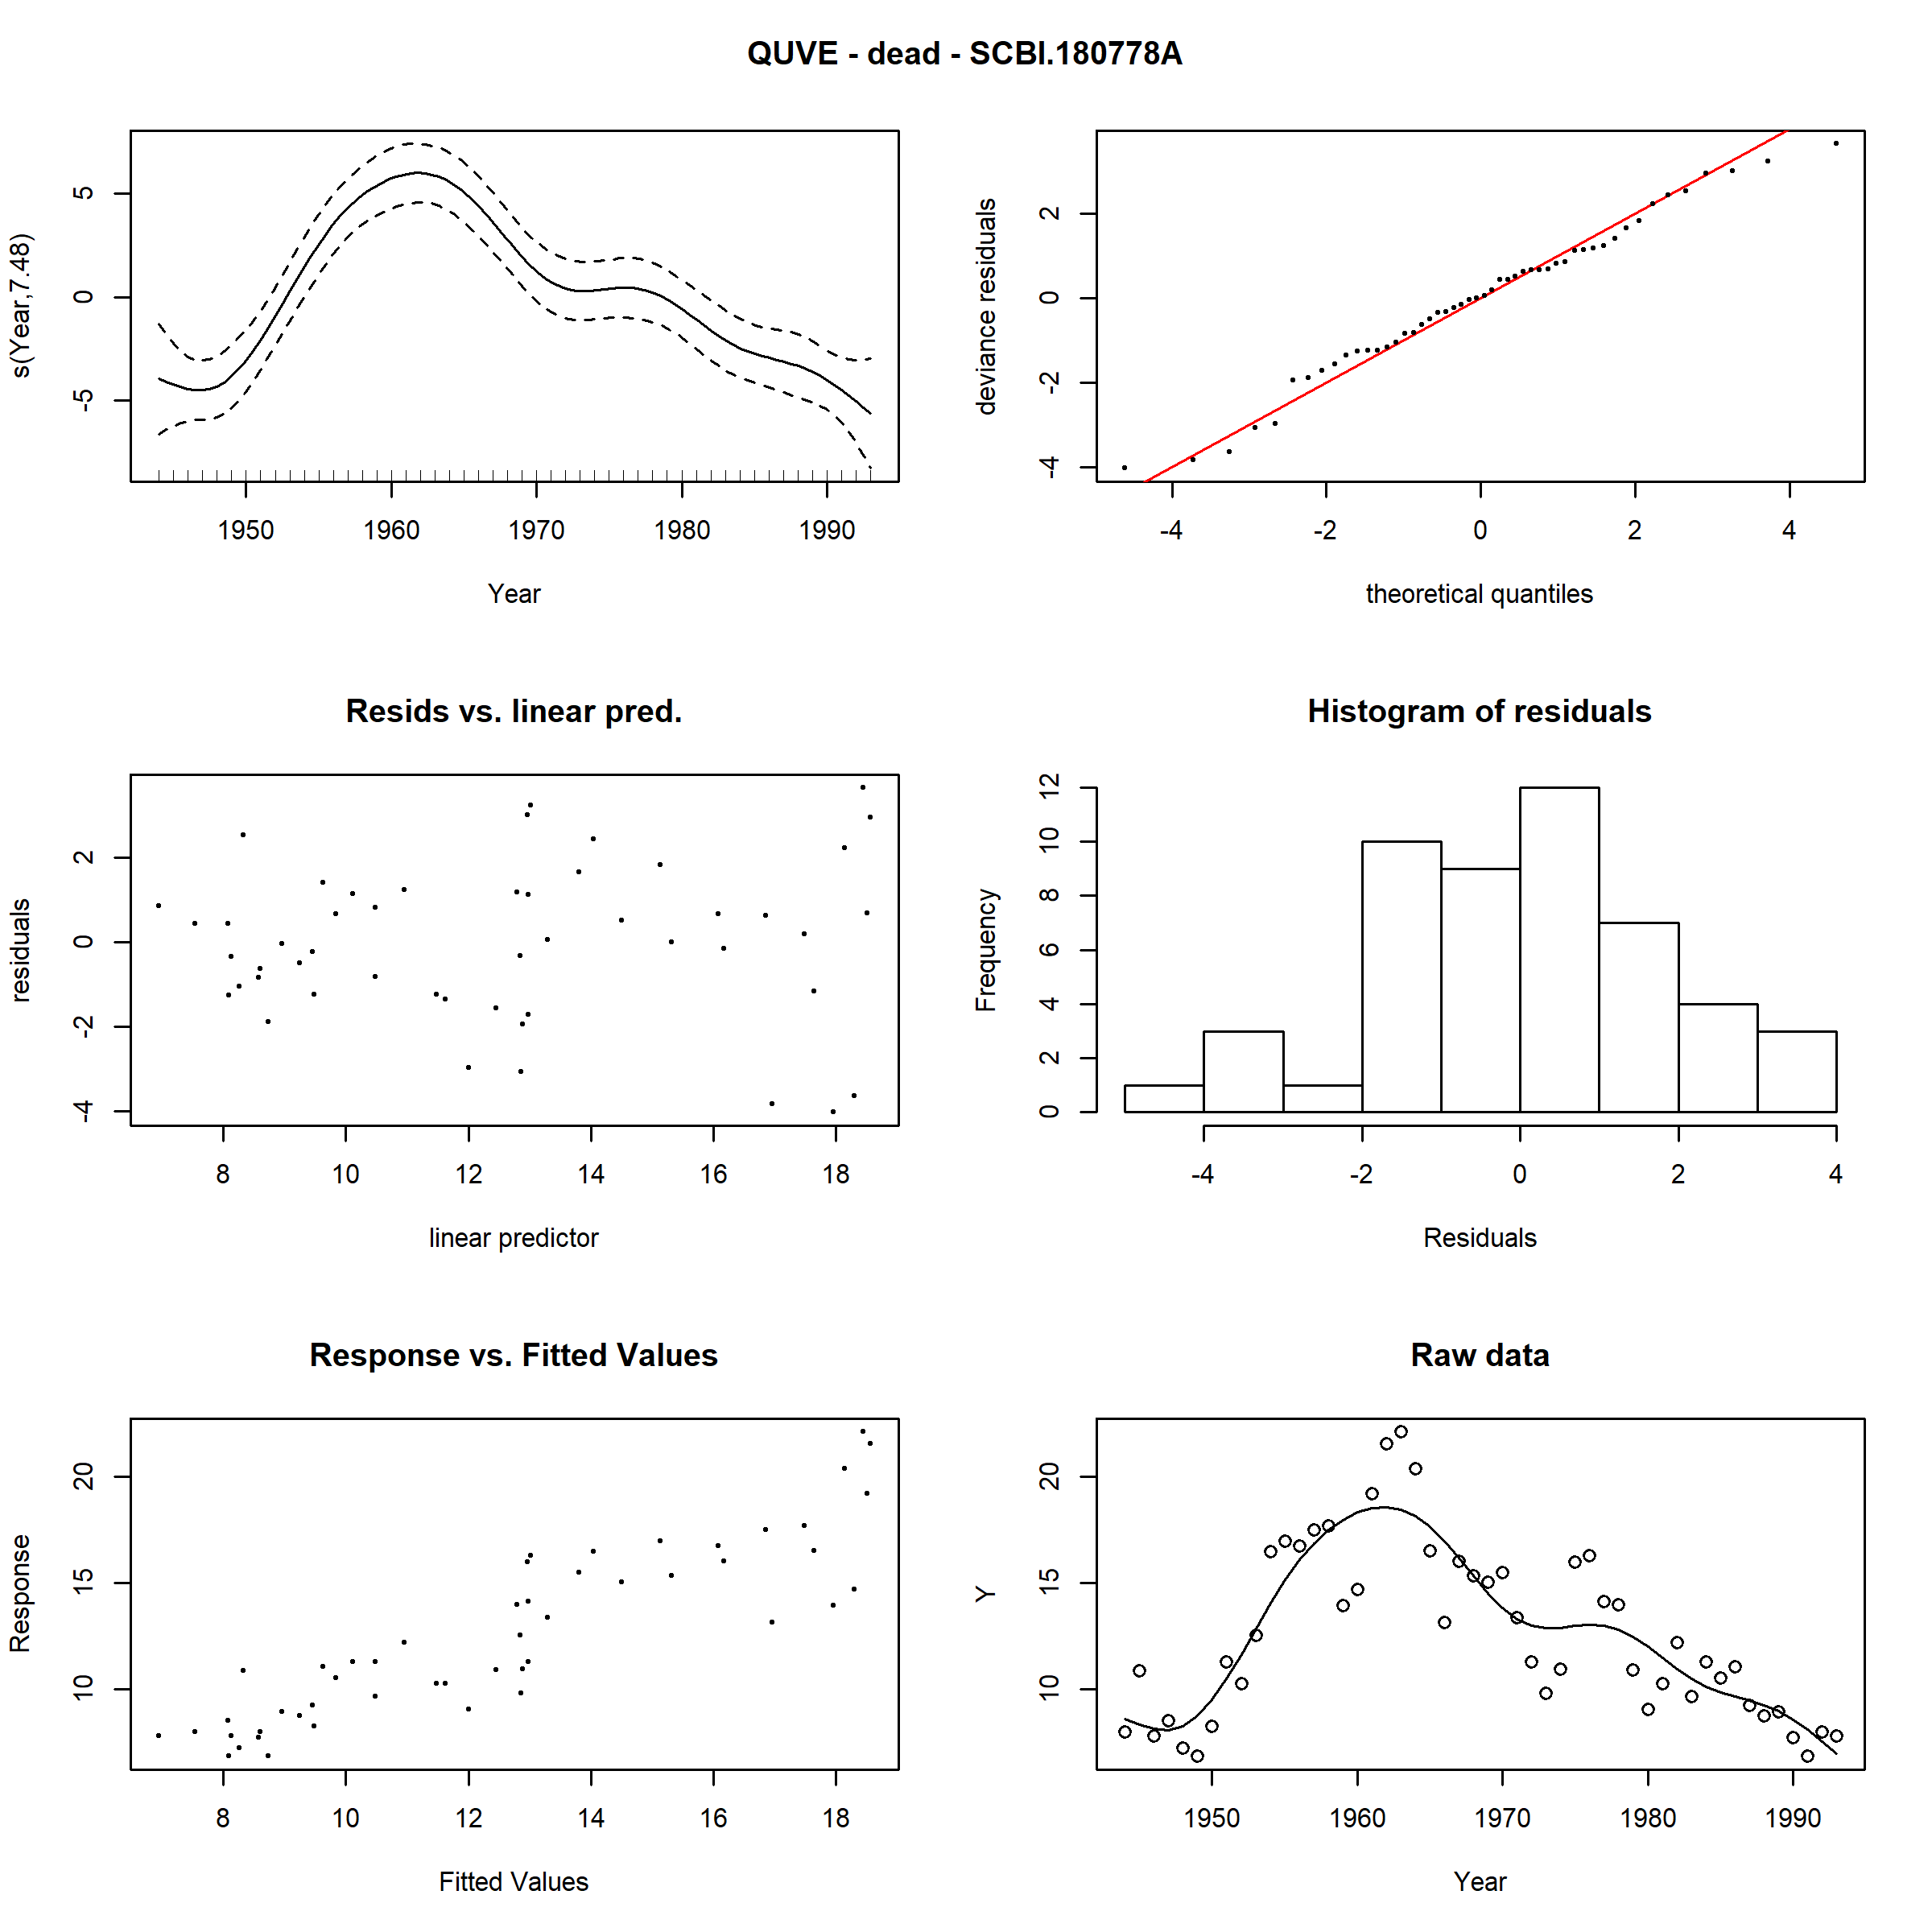 QUVE - dead - SCBI.180778A
s(Year,7.48)
5
0
-5
1950 1960 1970 1980 1990
Year
deviance residuals
2
0
-2
-4
-4 -2 0 2 4
theoretical quantiles
Resids vs. linear pred.
residuals
2
0
-2
-4
8 10 12 14 16 18
linear predictor
Histogram of residuals
Frequency
12
10
8
6
4
2
0
-4 -2 0 2 4
Residuals
Response vs. Fitted Values
Response
20
15
10
8 10 12 14 16 18
Fitted Values
Raw data
Y
20
15
10
1950 1960 1970 1980 1990
Year